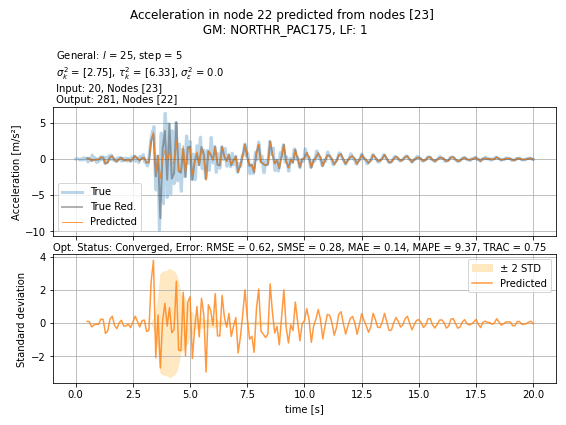 Acceleration in node 22 predicted from nodes [23]
GM: NORTHR_PAC175, LF: 1
General: l = 25, step = 5
σ²ₖ = [2.75], τ²ₖ = [6.33], σ²ε = 0.0
Input: 20, Nodes [23]
Output: 281, Nodes [22]
Acceleration [m/s²]
5
0
−5
−10
True
True Red.
Predicted
Opt. Status: Converged, Error: RMSE = 0.62, SMSE = 0.28, MAE = 0.14, MAPE = 9.37, TRAC = 0.75
Standard deviation
4
2
0
−2
± 2 STD
Predicted
0.0 2.5 5.0 7.5 10.0 12.5 15.0 17.5 20.0
time [s]